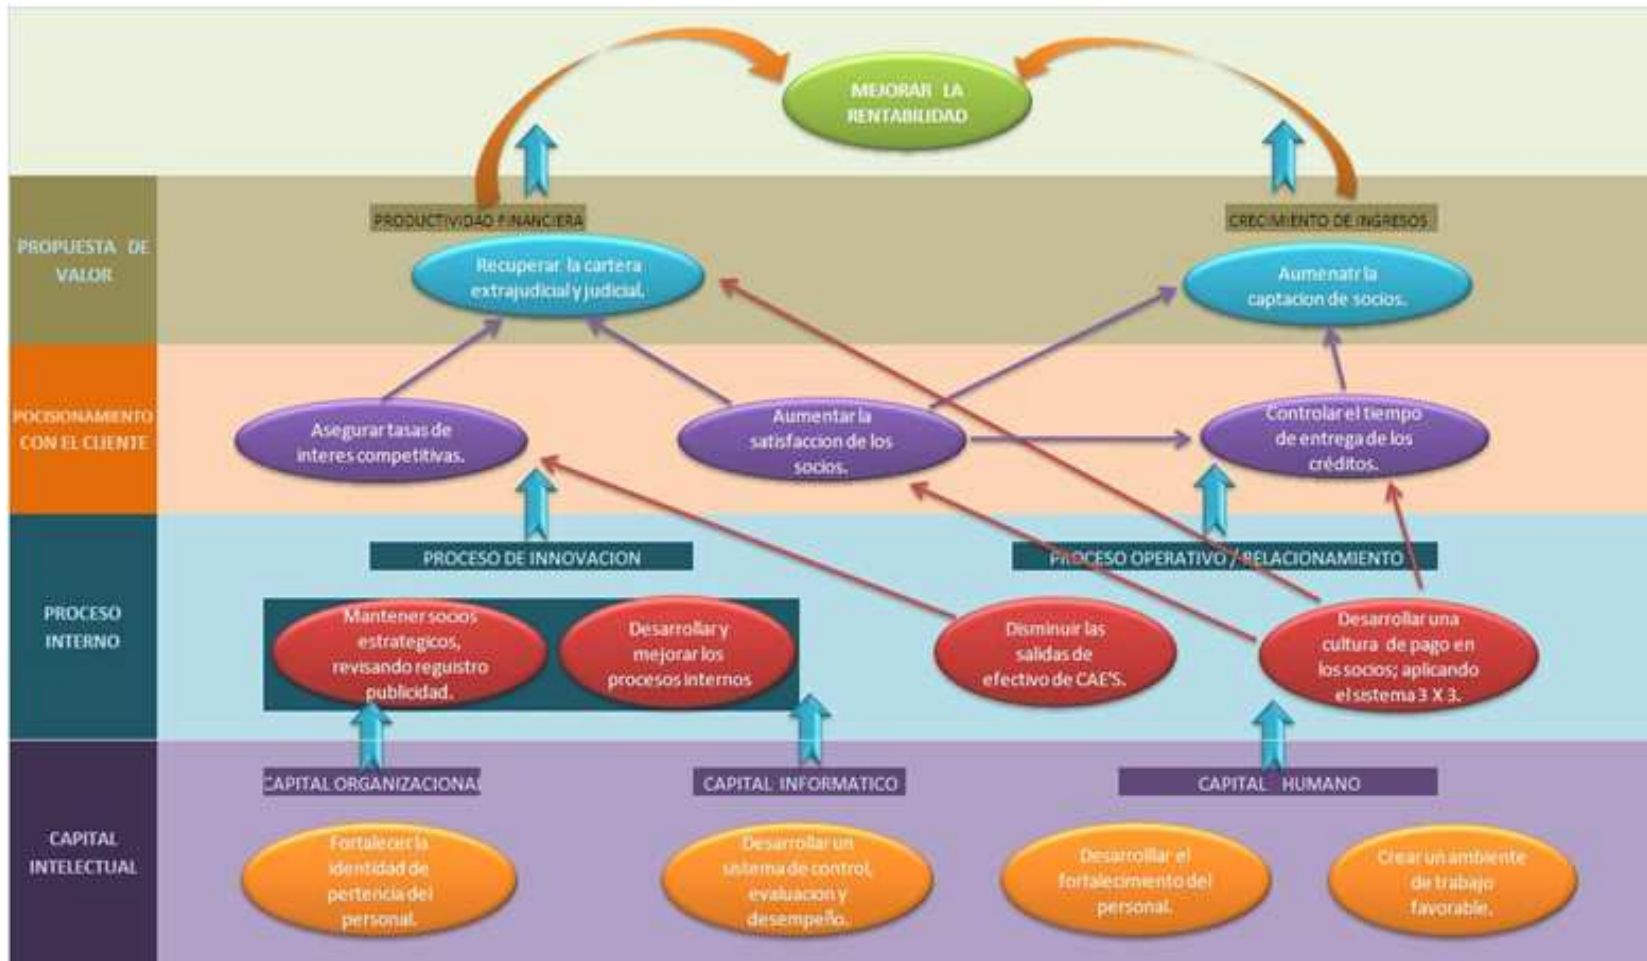 MEJORAR LA
RENTABILIDAD
PRODUCTIVIDAD FINANCIERA
CRECIMIENTO DE INGRESOS
PROPUESTA DE
VALOR
Recuperar la cartera
extrajudicial y judicial.
Aumenatr la
captacion de socios.
POCISIONAMIENTO
CON EL CLIENTE
Asegurar tasas de
interes competitivas.
Aumentar la
satisfaccion de los
socios.
Controlar el tiempo
de entrega de los
créditos.
PROCESO DE INNOVACION
PROCESO OPERATIVO / RELACIONAMIENTO
PROCESO
INTERNO
Mantener socios
estrategicos,
revisando reguistro
publicidad.
Desarrollar y
mejorar los
procesos internos
Disminuir las
salidas de
efectivo de CAE'S.
Desarrollar una
cultura de pago en
los socios; aplicando
el sistema 3 X 3.
CAPITAL ORGANIZACIONAL
CAPITAL INFORMATICO
CAPITAL HUMANO
CAPITAL
INTELECTUAL
Fortalecer la
identidad de
pertencia del
personal.
Desarrollar un
sistema de control,
evaluacion y
desempeño.
Desarrolllar el
fortalecimiento del
personal.
Crear un ambiente
de trabajo
favorable.